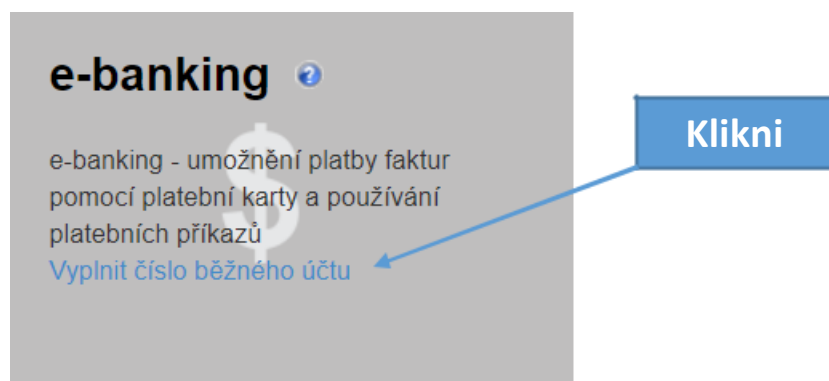 e-banking
Klikni
e-banking - umožnění platby faktur
pomocí platební karty a používání
platebních příkazů
Vyplnit číslo běžného účtu